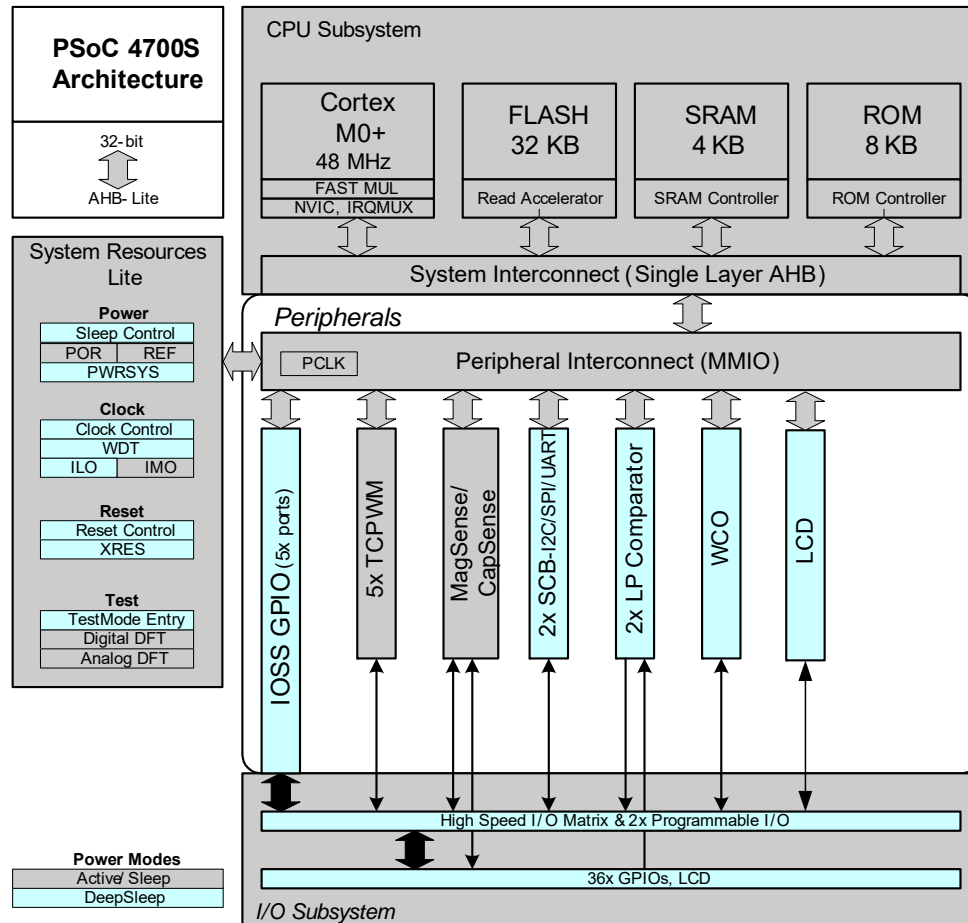 PSoC 4700S
Architecture
32-bit
AHB-Lite
CPU Subsystem
Cortex
M0+
48 MHz
FAST MUL
NVIC, IRQMUX
FLASH
32 KB
Read Accelerator
SRAM
4 KB
SRAM Controller
ROM
8 KB
ROM Controller
System Interconnect (Single Layer AHB)
System Resources
Lite
Power
Sleep Control
POR REF
PWRSYS
Clock
Clock Control
WDT
ILO IMO
Reset
Reset Control
XRES
Test
TestMode Entry
Digital DFT
Analog DFT
Peripherals
PCLK
Peripheral Interconnect (MMIO)
IOSS GPIO (5x ports)
5x TCPWM
MagSense/
CapSense
2x SCB-I2C/SPI/UART
2x LP Comparator
WCO
LCD
High Speed I/O Matrix & 2x Programmable I/O
36x GPIOs, LCD
I/O Subsystem
Power Modes
Active/ Sleep
DeepSleep